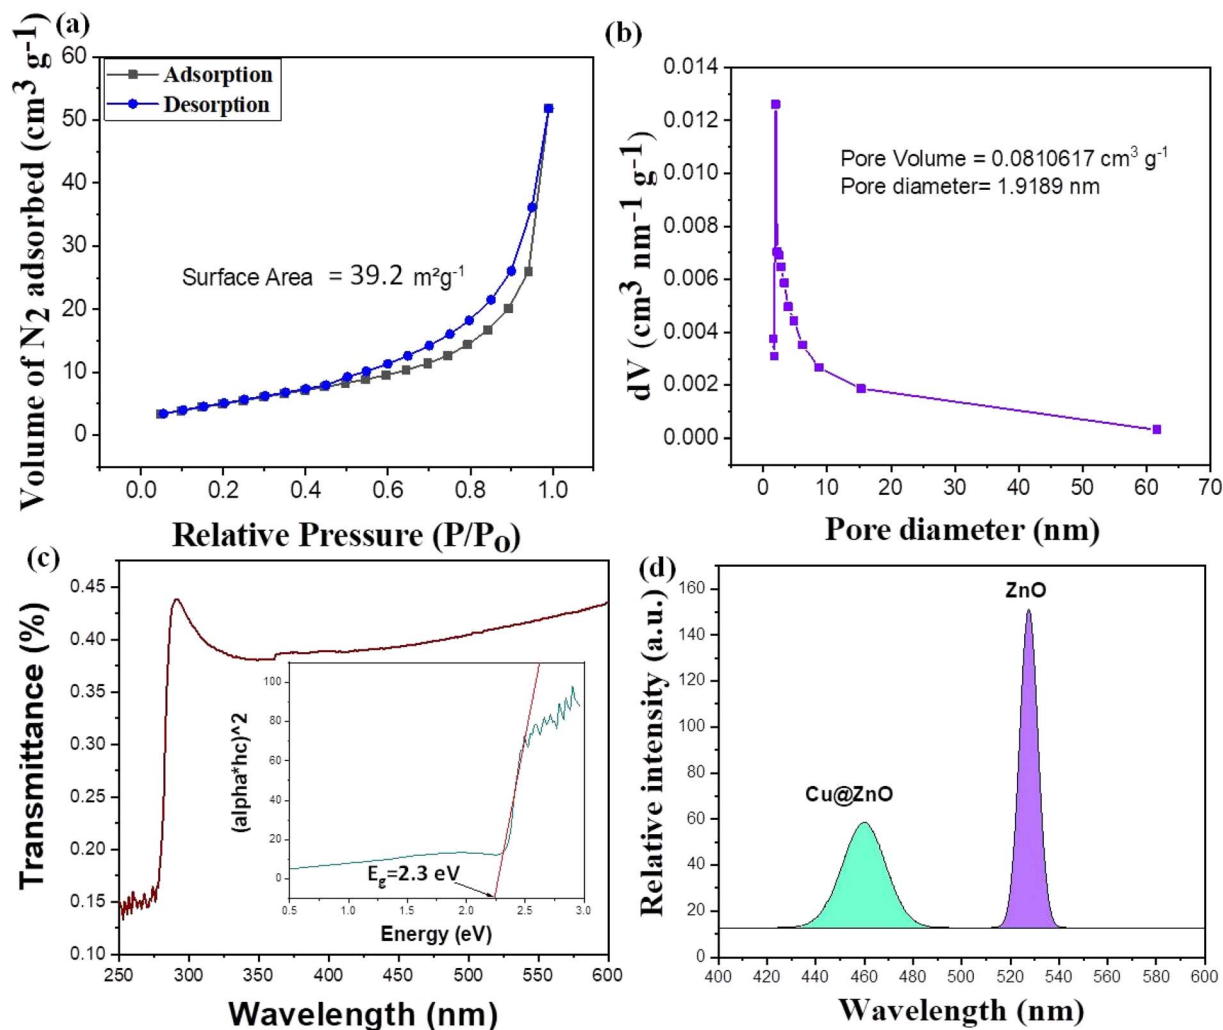 (a)
Volume of N2 adsorbed (cm3 g-1)
60
50
40
30
20
10
0
Adsorption
Desorption
Surface Area = 39.2 m²g-1
0.0 0.2 0.4 0.6 0.8 1.0
Relative Pressure (P/Po)
(b)
dV (cm3 nm-1 g-1)
0.014
0.012
0.010
0.008
0.006
0.004
0.002
0.000
Pore Volume = 0.0810617 cm3 g-1
Pore diameter= 1.9189 nm
0 10 20 30 40 50 60 70
Pore diameter (nm)
(c)
Transmittance (%)
0.45
0.40
0.35
0.30
0.25
0.20
0.15
0.10
250 300 350 400 450 500 550 600
Wavelength (nm)
(alpha*hc)^2
100
80
60
40
20
0
Eg=2.3 eV
0.5 1.0 1.5 2.0 2.5 3.0
Energy (eV)
(d)
Relative intensity (a.u.)
160
140
120
100
80
60
40
20
0
Cu@ZnO
ZnO
400 420 440 460 480 500 520 540 560 580 600
Wavelength (nm)